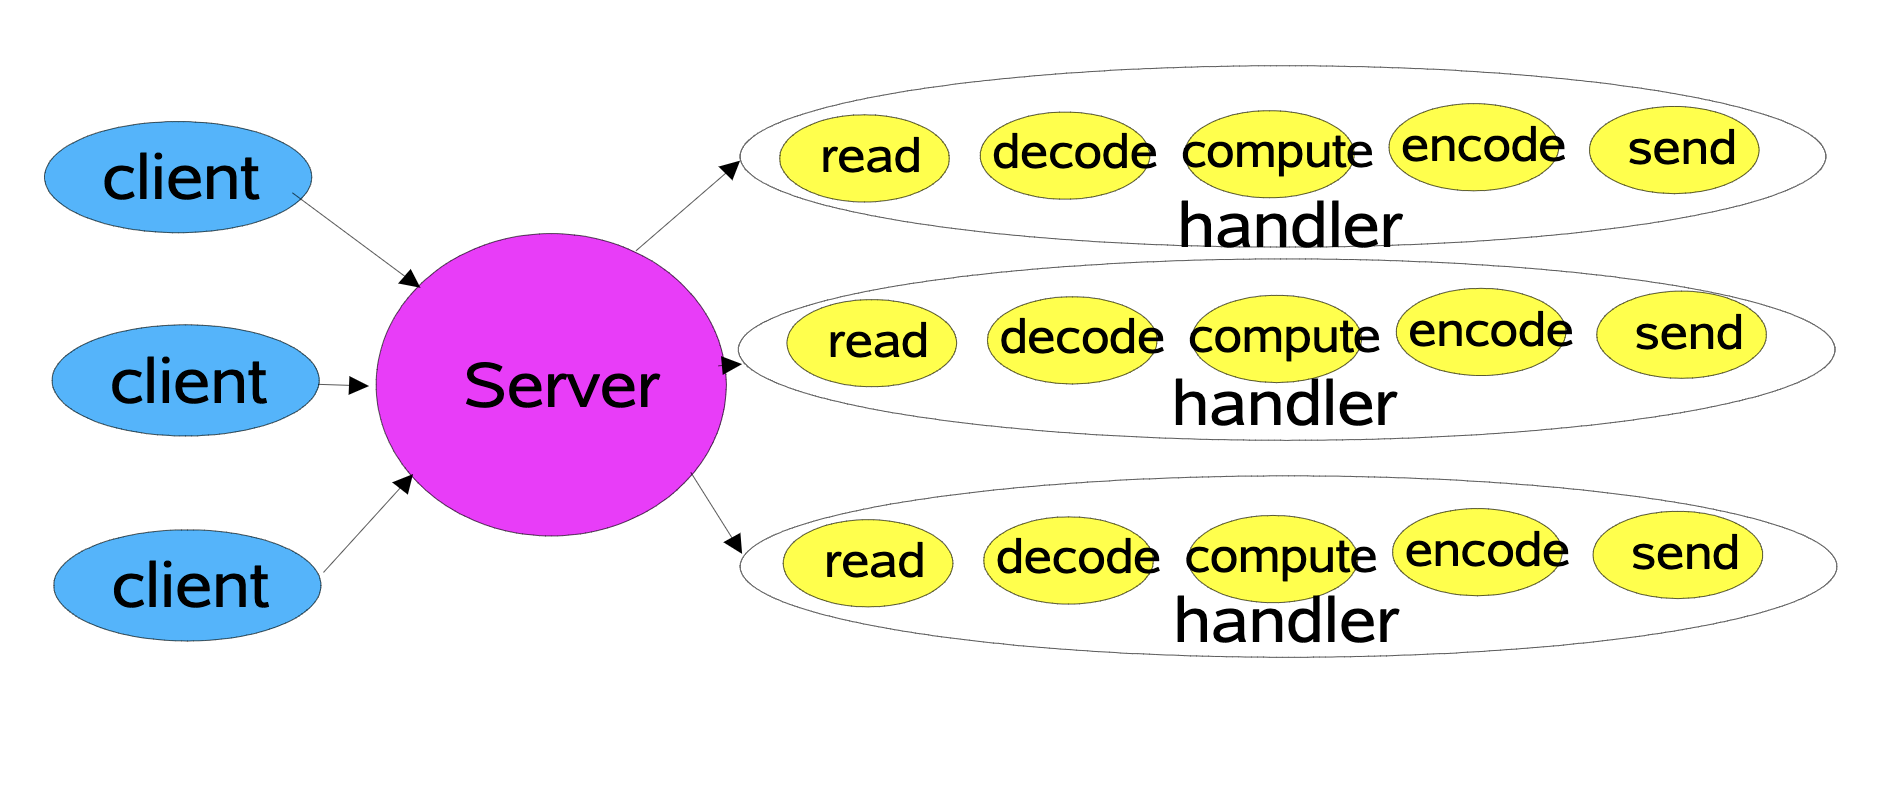 client
client
client
Server
read decode compute encode send
handler
read decode compute encode send
handler
read decode compute encode send
handler